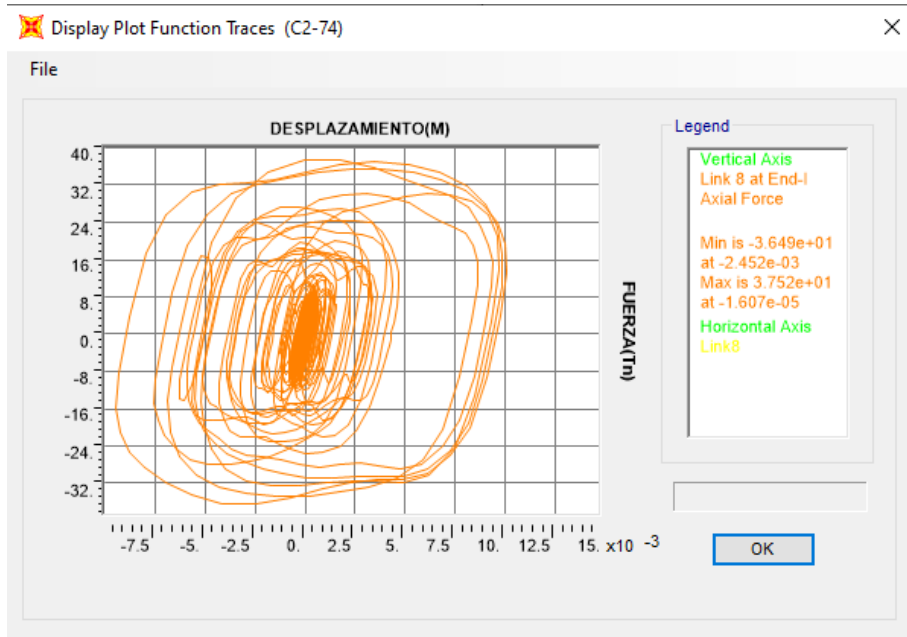 Display Plot Function Traces (C2-74)
File
DESPLAZAMIENTO(M)
40.
32.
24.
16.
8.
0.
-8.
-16.
-24.
-32.
-7.5 -5. -2.5 0. 2.5 5. 7.5 10. 12.5 15. x10 -3
FUERZA(Tn)
Legend
Vertical Axis
Link 8 at End-I
Axial Force
Min is -3.649e+01
at -2.452e-03
Max is 3.752e+01
at -1.607e-05
Horizontal Axis
Link8
OK